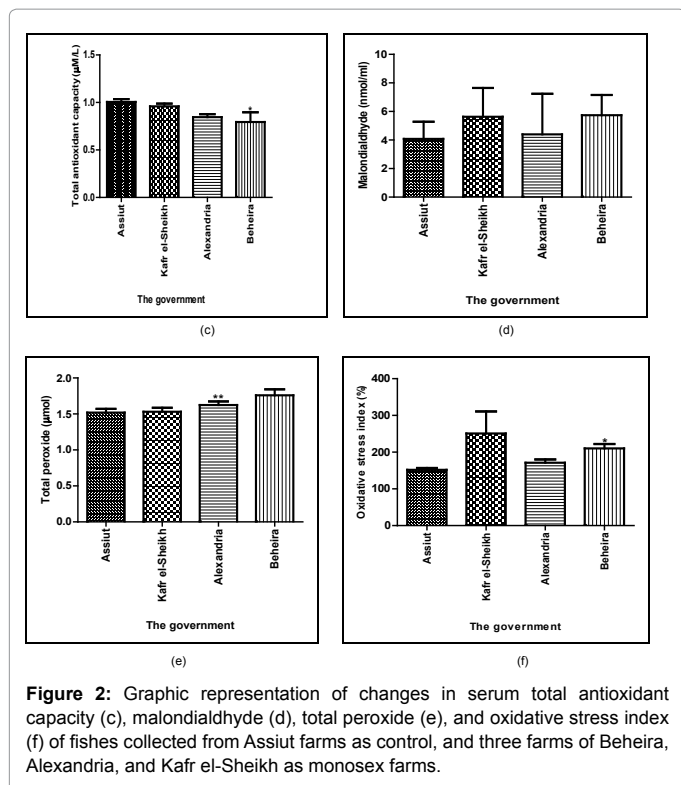 Total antioxidant capacity (µM/L)
1.5
1.0
0.5
0.0
*
Assiut
Kafr el-Sheikh
Alexandria
Beheira
The government
(c)
Malondialdhyde (nmol/ml)
10
8
6
4
2
0
Assiut
Kafr el-Sheikh
Alexandria
Beheira
The government
(d)
Total peroxide (µmol)
2.0
1.5
1.0
0.5
0.0
**
Assiut
Kafr el-Sheikh
Alexandria
Beheira
The government
(e)
Oxidative stress index (%)
400
300
200
100
0
*
Assiut
Kafr el-Sheikh
Alexandria
Beheira
The government
(f)
Figure 2: Graphic representation of changes in serum total antioxidant
capacity (c), malondialdhyde (d), total peroxide (e), and oxidative stress index
(f) of fishes collected from Assiut farms as control, and three farms of Beheira,
Alexandria, and Kafr el-Sheikh as monosex farms.